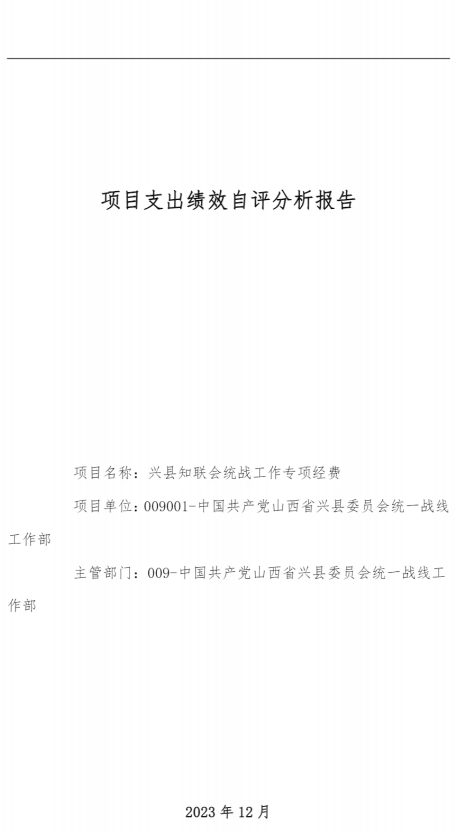 项目支出绩效自评分析报告
项目名称：兴县知联会统战工作专项经费
项目单位：009001-中国共产党山西省兴县委员会统一战线
工作部
主管部门：009-中国共产党山西省兴县委员会统一战线工
作部
2023 年 12 月